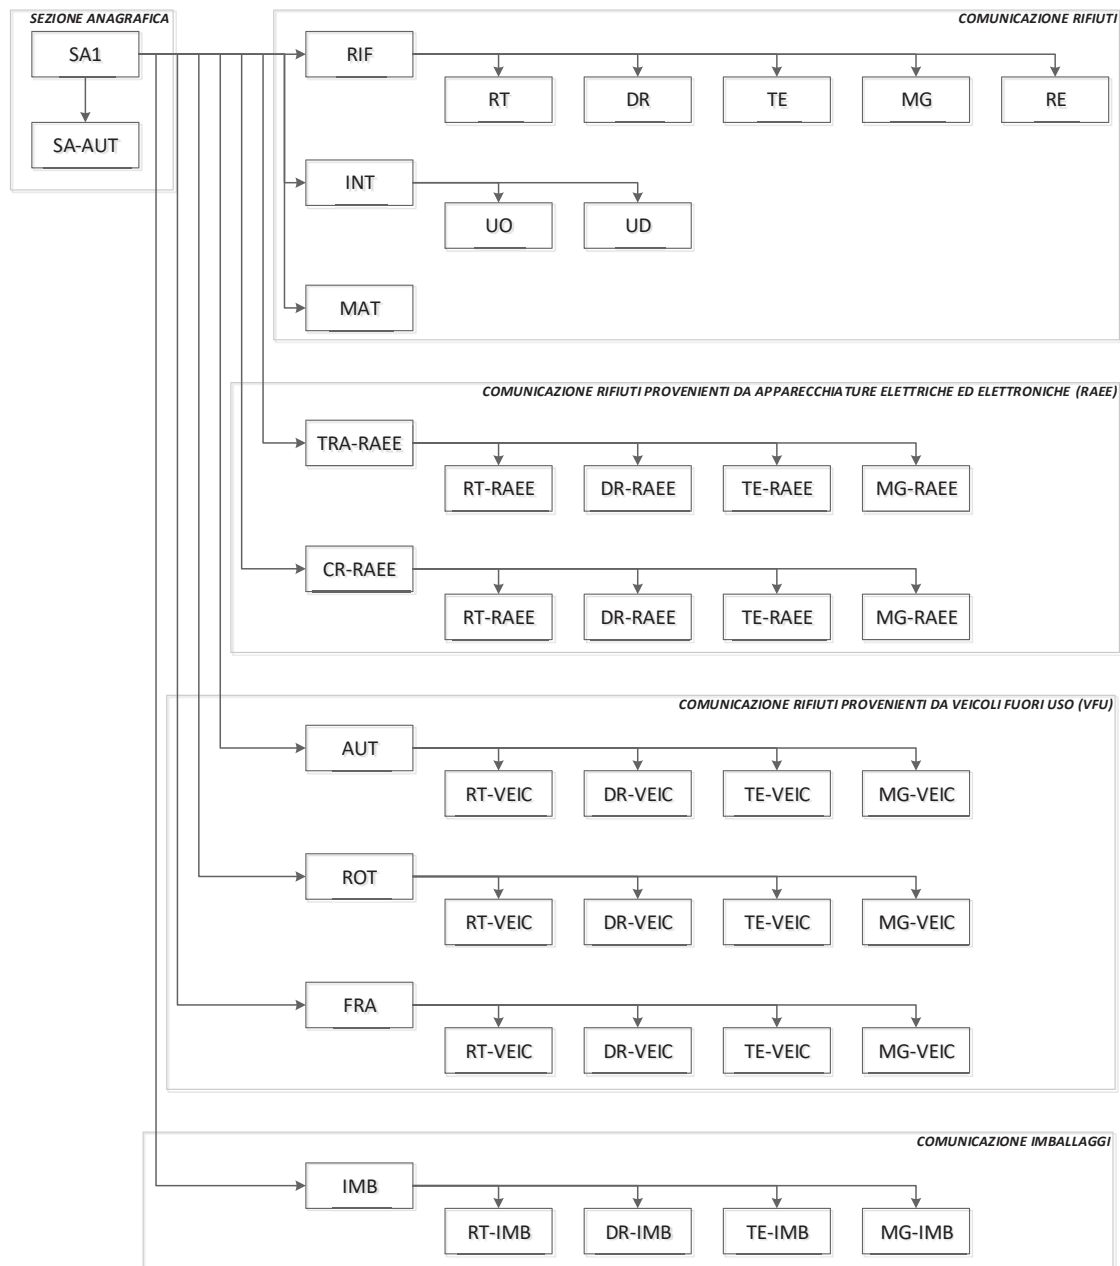 SEZIONE ANAGRAFICA
SA1
SA-AUT
COMUNICAZIONE RIFIUTI
RIF
RT DR TE MG RE
INT
UO UD
MAT
COMUNICAZIONE RIFIUTI PROVENIENTI DA APPARECCHIATURE ELETTRICHE ED ELETTRONICHE (RAEE)
TRA-RAEE
RT-RAEE DR-RAEE TE-RAEE MG-RAEE
CR-RAEE
RT-RAEE DR-RAEE TE-RAEE MG-RAEE
COMUNICAZIONE RIFIUTI PROVENIENTI DA VEICOLI FUORI USO (VFU)
AUT
RT-VEIC DR-VEIC TE-VEIC MG-VEIC
ROT
RT-VEIC DR-VEIC TE-VEIC MG-VEIC
FRA
RT-VEIC DR-VEIC TE-VEIC MG-VEIC
COMUNICAZIONE IMBALLAGGI
IMB
RT-IMB DR-IMB TE-IMB MG-IMB